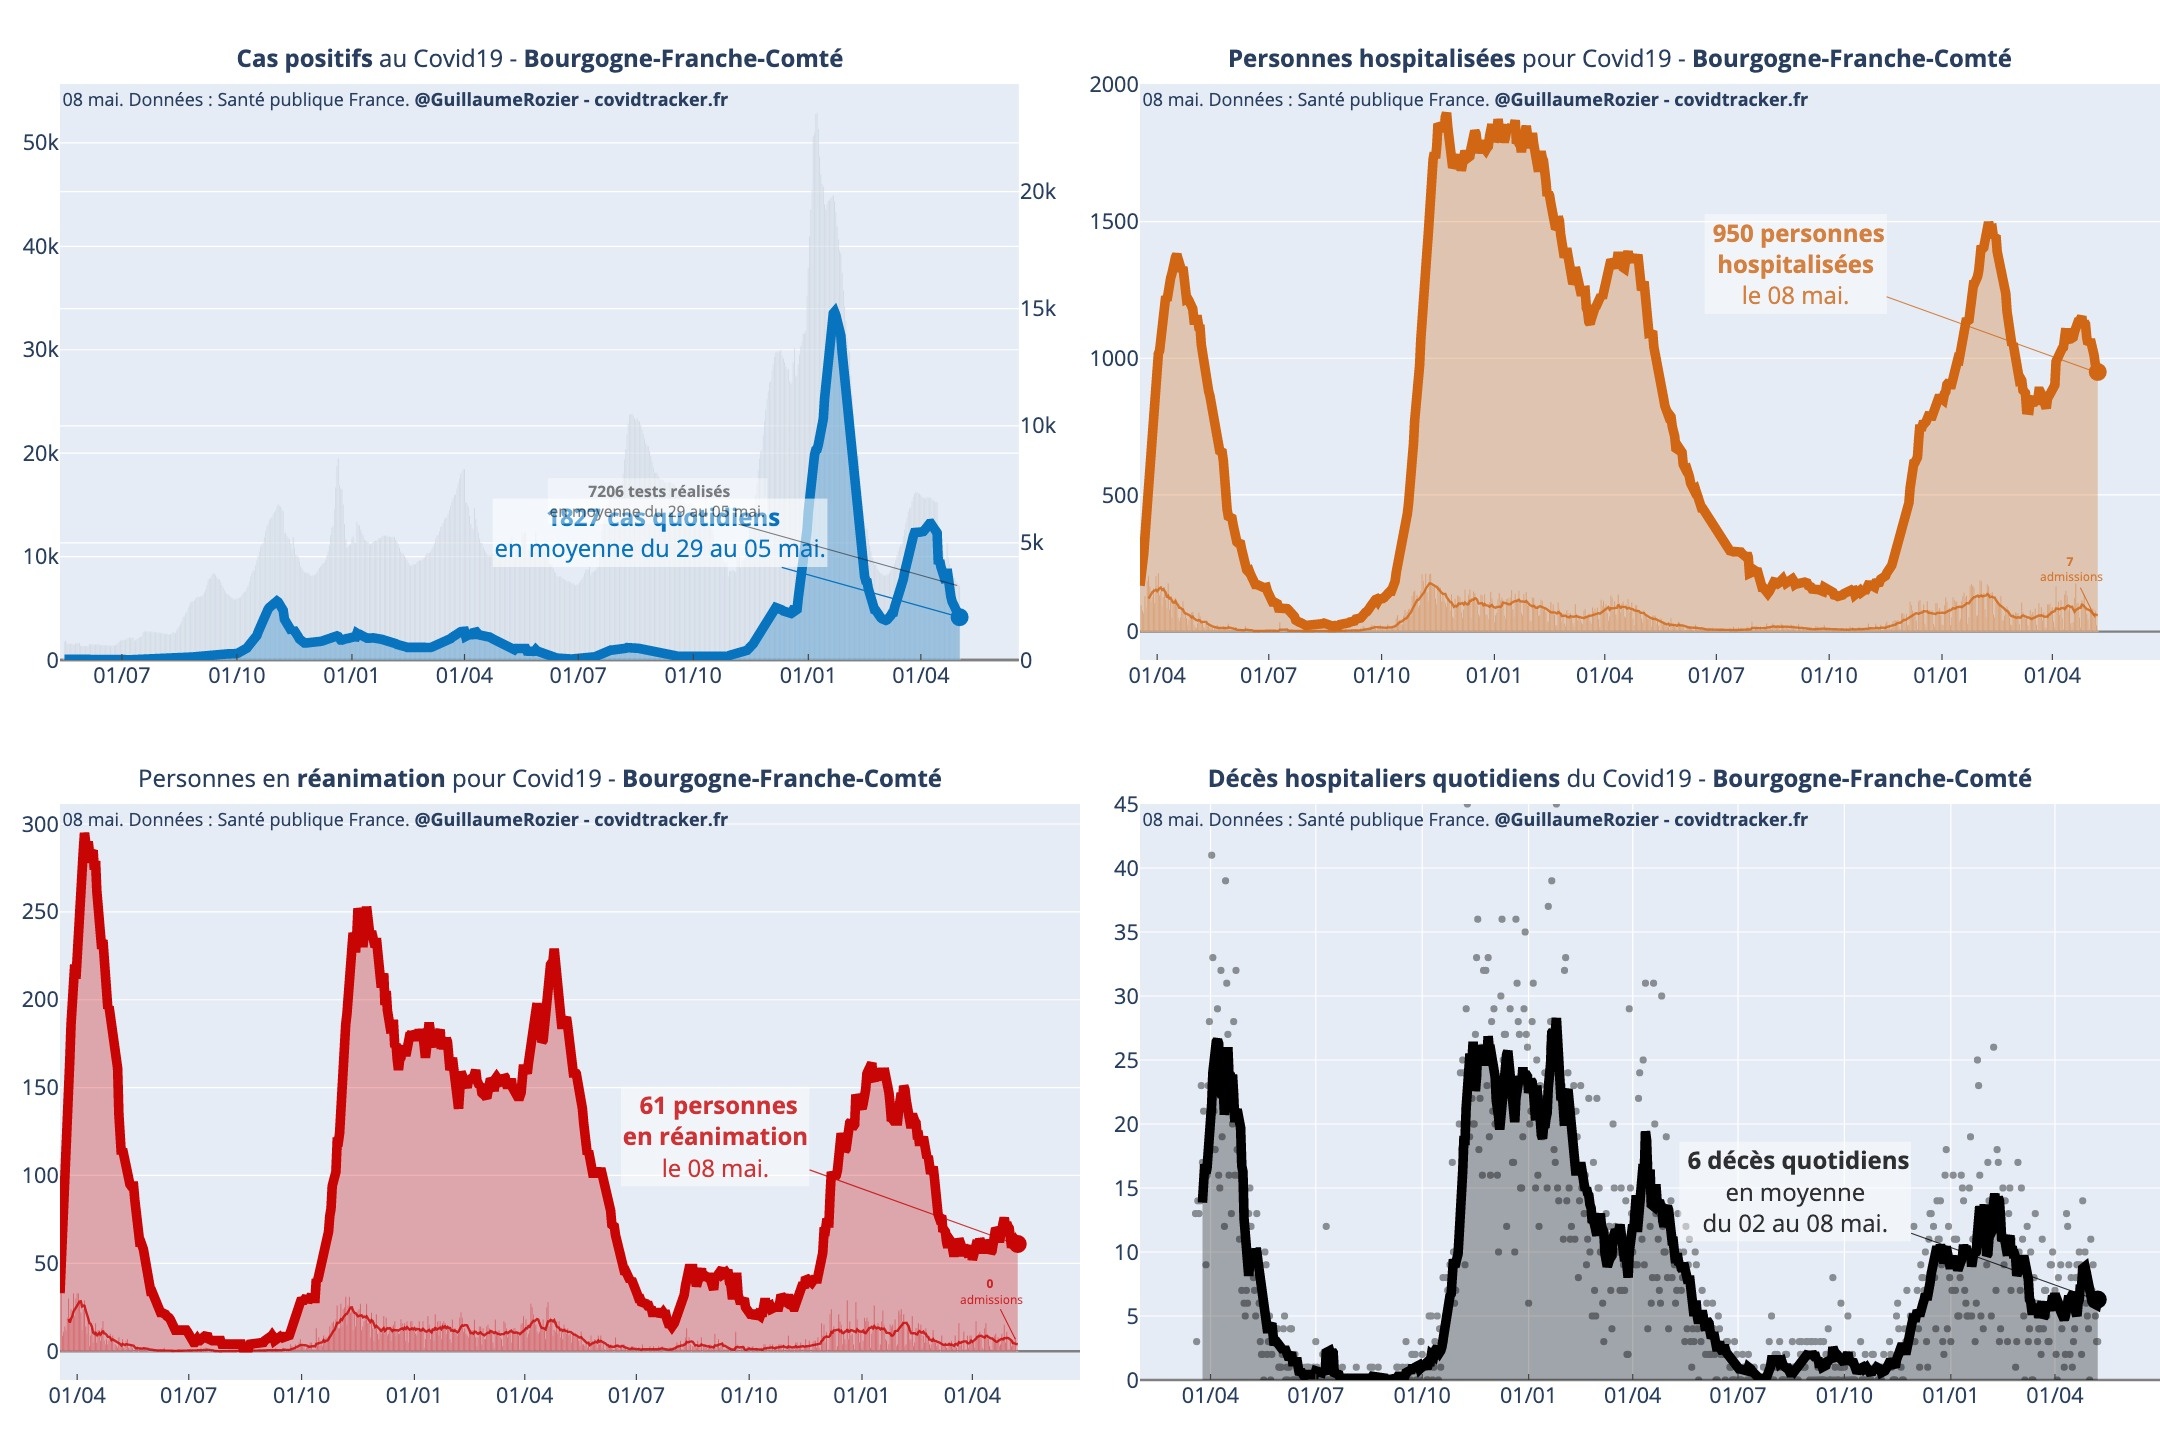 Cas positifs au Covid19 - Bourgogne-Franche-Comté
08 mai. Données : Santé publique France. @GuillaumeRozier - covidtracker.fr
50k
40k
30k
20k
10k
0
20k
15k
10k
5k
0
7206 tests réalisés
en moyenne du 29 au 05 mai.
1827 cas quotidiens
en moyenne du 29 au 05 mai.
01/07 01/10 01/01 01/04 01/07 01/10 01/01 01/04
Personnes hospitalisées pour Covid19 - Bourgogne-Franche-Comté
08 mai. Données : Santé publique France. @GuillaumeRozier - covidtracker.fr
2000
1500
1000
500
0
950 personnes
hospitalisées
le 08 mai.
7
admissions
01/04 01/07 01/10 01/01 01/04 01/07 01/10 01/01 01/04
Personnes en réanimation pour Covid19 - Bourgogne-Franche-Comté
08 mai. Données : Santé publique France. @GuillaumeRozier - covidtracker.fr
300
250
200
150
100
50
0
61 personnes
en réanimation
le 08 mai.
0
admissions
01/04 01/07 01/10 01/01 01/04 01/07 01/10 01/01 01/04
Décès hospitaliers quotidiens du Covid19 - Bourgogne-Franche-Comté
08 mai. Données : Santé publique France. @GuillaumeRozier - covidtracker.fr
45
40
35
30
25
20
15
10
5
0
6 décès quotidiens
en moyenne
du 02 au 08 mai.
01/04 01/07 01/10 01/01 01/04 01/07 01/10 01/01 01/04